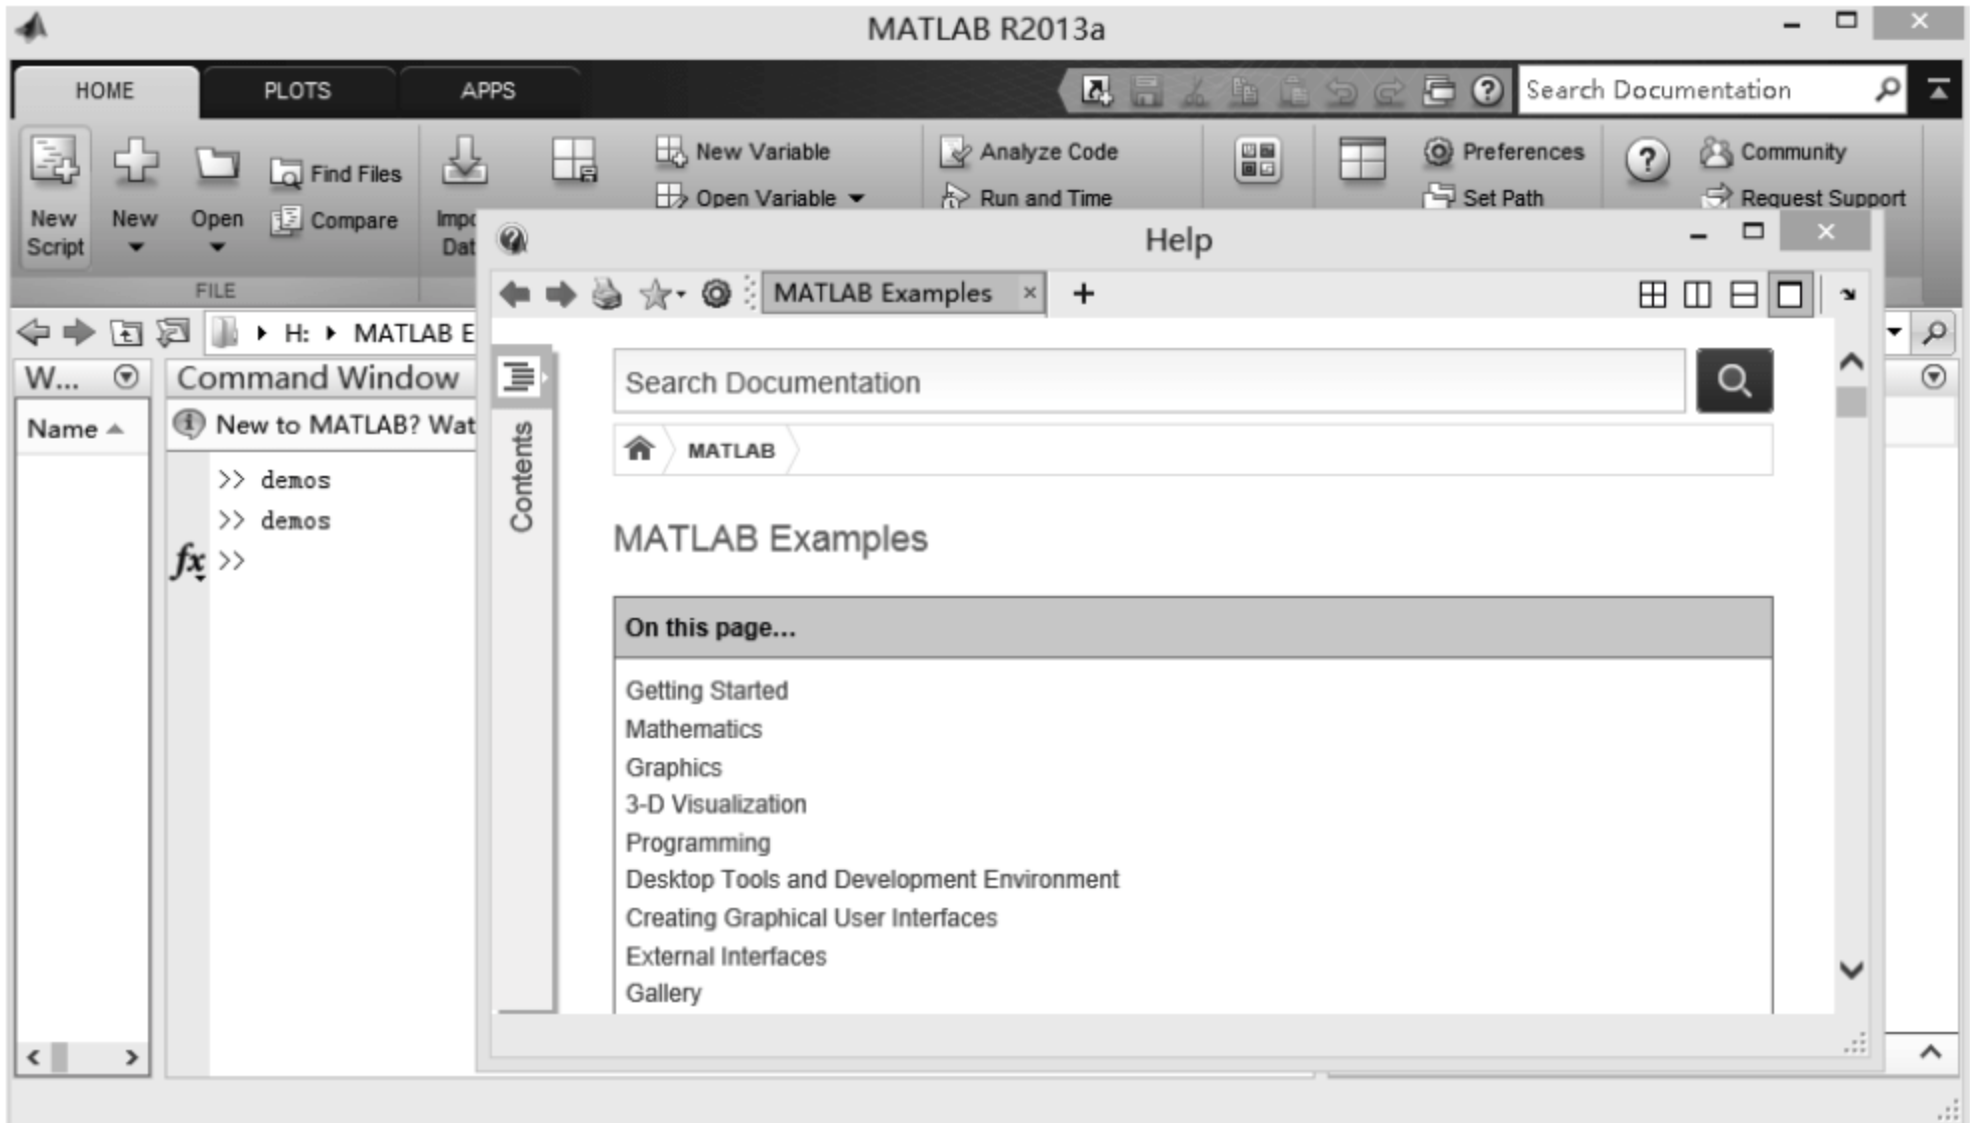 MATLAB R2013a
HOME PLOTS APPS Search Documentation
New Script
New
Open
Find Files
Compare
New Variable
Open Variable
Analyze Code
Run and Time
Preferences
Set Path
Community
Request Support
FILE
H: MATLAB E
W...
Name
Command Window
New to MATLAB? Wat
>> demos
>> demos
fx >>
Help
MATLAB Examples
Contents
Search Documentation
MATLAB
MATLAB Examples
On this page...
Getting Started
Mathematics
Graphics
3-D Visualization
Programming
Desktop Tools and Development Environment
Creating Graphical User Interfaces
External Interfaces
Gallery